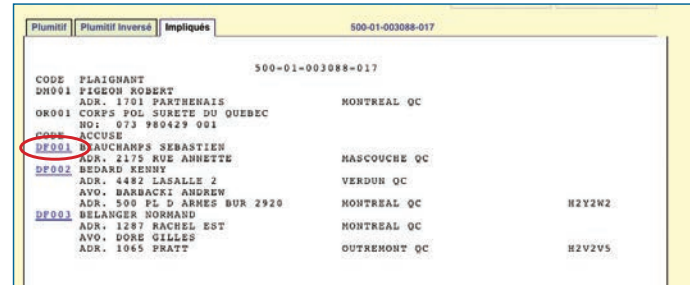 Plumitif Plumitif Inversé Impliqués 500-01-003088-017
500-01-003088-017
CODE PLAIGNANT
DM001 PIGEON ROBERT
ADR. 1701 PARTHENAIS MONTREAL QC
OR001 CORPS POL SURETE DU QUEBEC
NO: 073 980429 001
CODE ACCUSE
DF001 BEAUCHAMPS SEBASTIEN
ADR. 2175 RUE ANNETTE MASCOUCHE QC
DF002 BEDARD KENNY
ADR. 4482 LASALLE 2 VERDUN QC
AVO. BARBACKI ANDREW
ADR. 500 PL D ARMES BUR 2920 MONTREAL QC H2Y2W2
DF003 BELANGER NORMAND
ADR. 1287 RACHEL EST MONTREAL QC
AVO. DORE GILLES
ADR. 1065 PRATT OUTREMONT QC H2V2V5